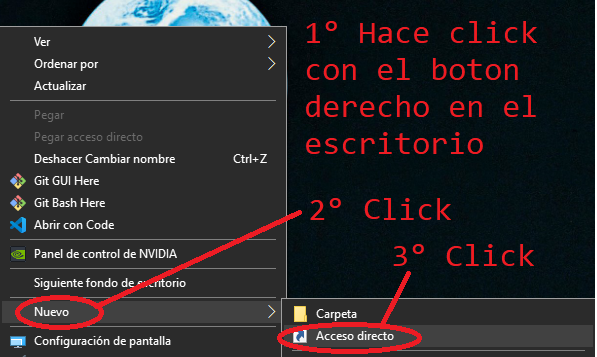 1° Hace click
con el boton
derecho en el
escritorio
2° Click
3° Click
Ver
Ordenar por
Actualizar
Pegar
Pegar acceso directo
Deshacer Cambiar nombre Ctrl+Z
Git GUI Here
Git Bash Here
Abrir con Code
Panel de control de NVIDIA
Siguiente fondo de escritorio
Nuevo
Carpeta
Acceso directo
Configuración de pantalla